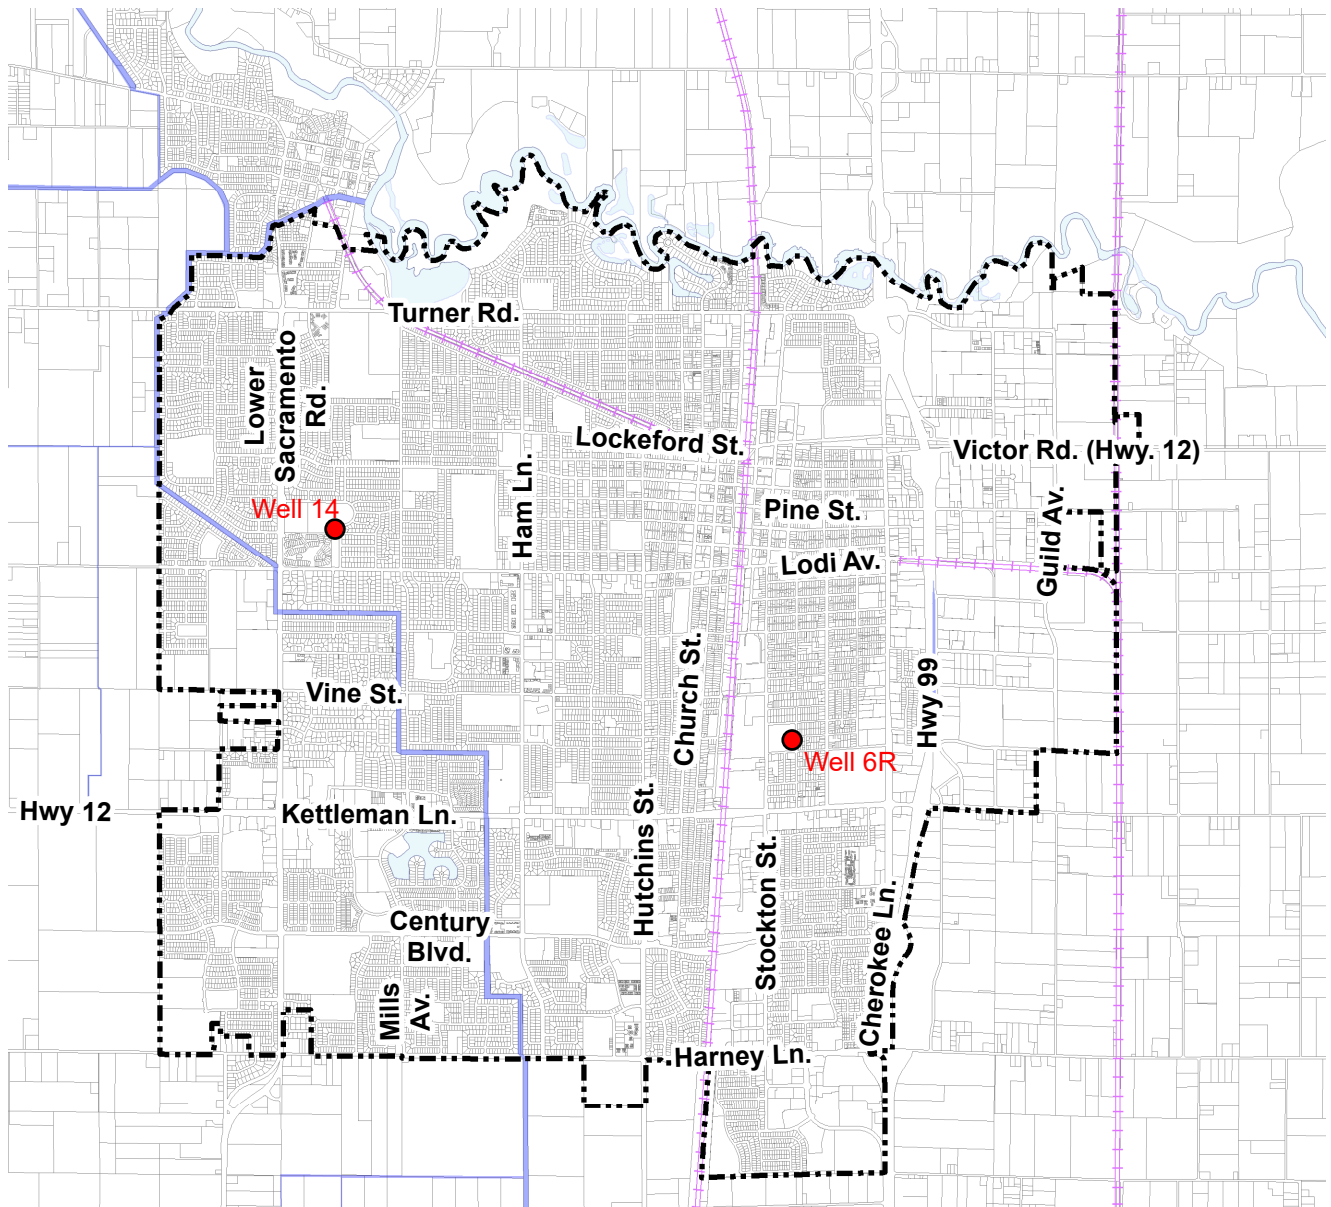 Turner Rd.
Lower
Sacramento
Rd.
Lockeford St.
Victor Rd. (Hwy. 12)
Ham Ln.
Well 14
Pine St.
Guild Av.
Lodi Av.
Church St.
Hwy 99
Vine St.
Well 6R
Hwy 12
Kettleman Ln.
Hutchins St.
Stockton St.
Cherokee Ln.
Century
Blvd.
Mills
Av.
Harney Ln.